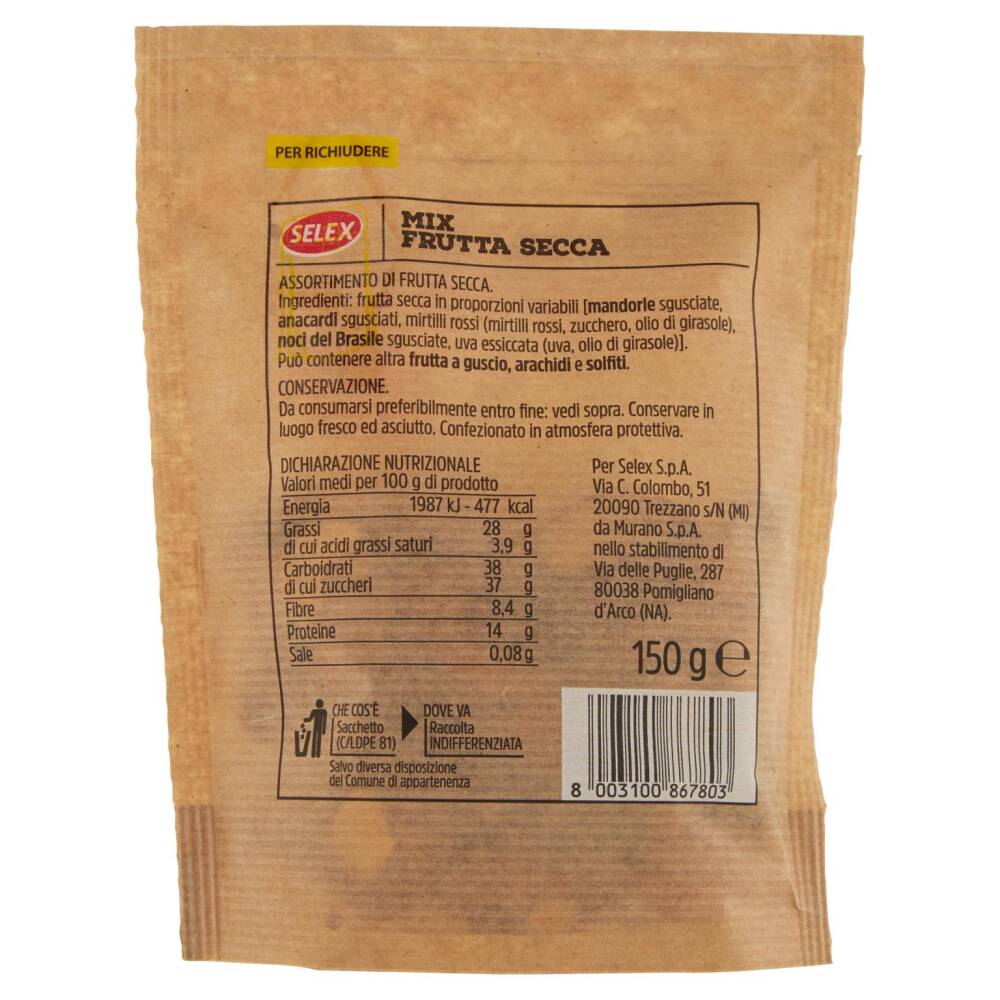 PER RICHIUDERE
SELEX
MIX
FRUTTA SECCA
ASSORTIMENTO DI FRUTTA SECCA.
Ingredienti: frutta secca in proporzioni variabili [mandorle sgusciate,
anacardi sgusciati, mirtilli rossi (mirtilli rossi, zucchero, olio di girasole),
noci del Brasile sgusciate, uva essiccata (uva, olio di girasole)].
Può contenere altra frutta a guscio, arachidi e solfiti.
CONSERVAZIONE.
Da consumarsi preferibilmente entro fine: vedi sopra. Conservare in
luogo fresco ed asciutto. Confezionato in atmosfera protettiva.
DICHIARAZIONE NUTRIZIONALE
Valori medi per 100 g di prodotto
Energia 1987 kJ - 477 kcal
Grassi 28 g
di cui acidi grassi saturi 3,9 g
Carboidrati 38 g
di cui zuccheri 37 g
Fibre 8,4 g
Proteine 14 g
Sale 0,08 g
Per Selex S.p.A.
Via C. Colombo, 51
20090 Trezzano s/N (MI)
da Murano S.p.A.
nello stabilimento di
Via delle Puglie, 287
80038 Pomigliano
d'Arco (NA).
150 g e
CHE COS'È
Sacchetto
(C/LDPE 81)
DOVE VA
Raccolta
INDIFFERENZIATA
Salvo diversa disposizione
del Comune di appartenenza
8 003100 867803